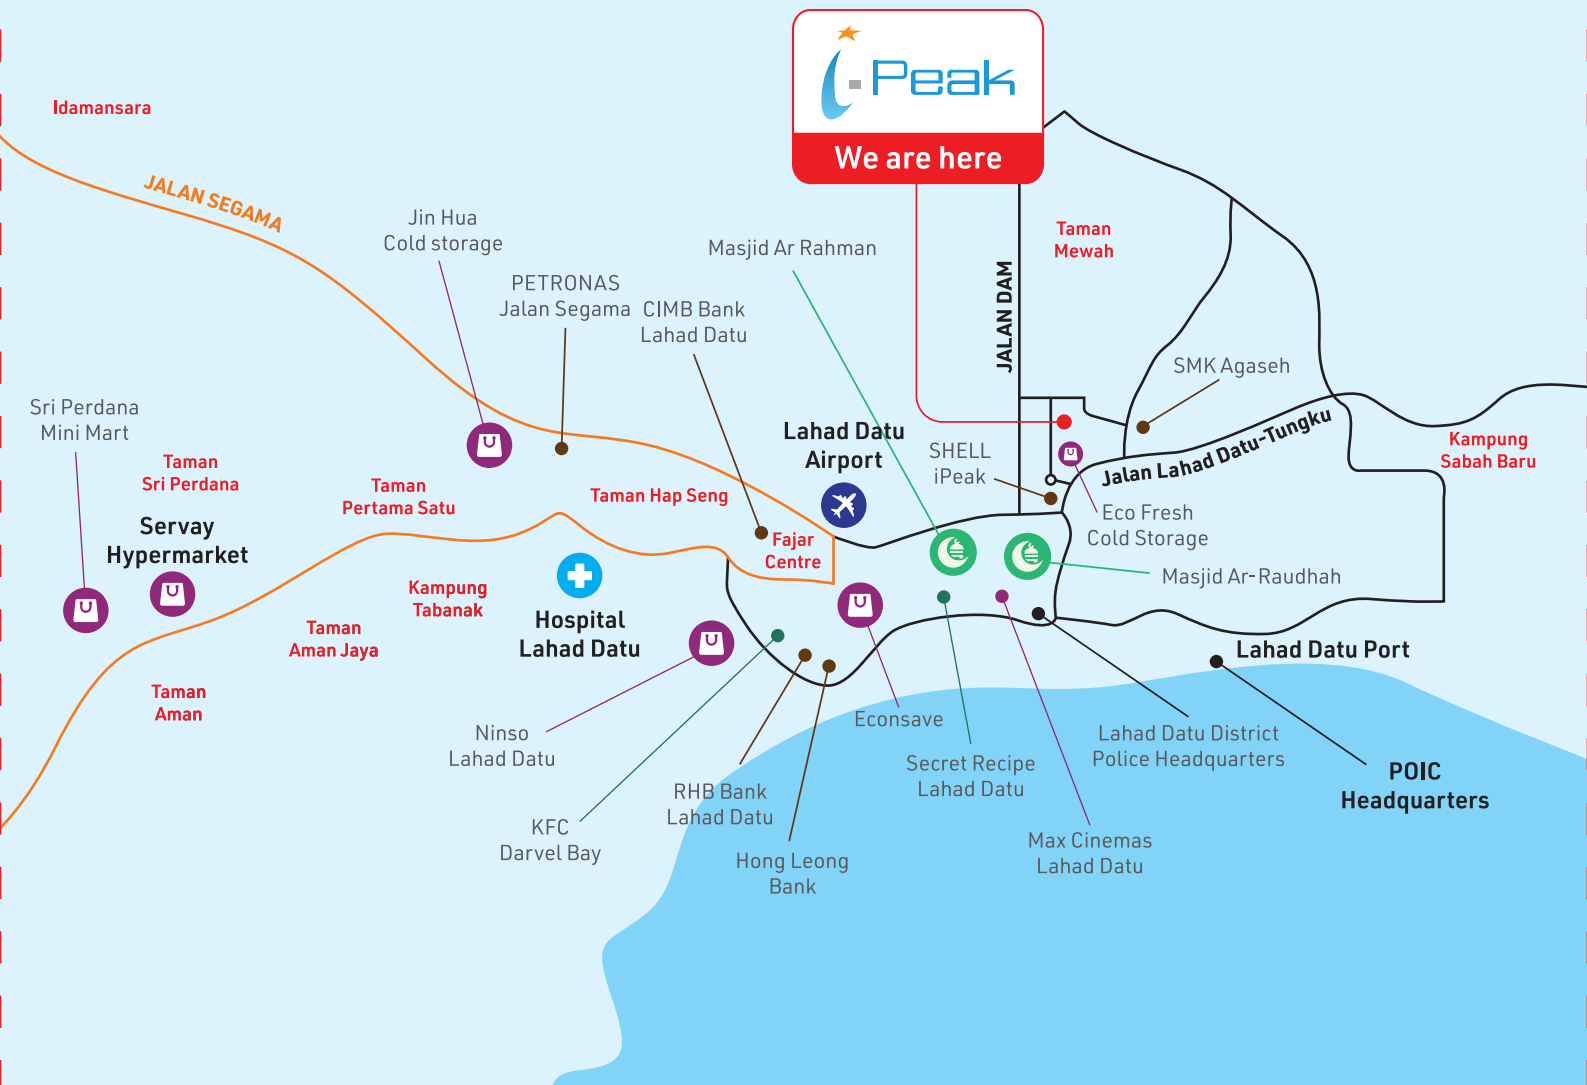 i-Peak
We are here
Idamansara
JALAN SEGAMA
Jin Hua
Cold storage
PETRONAS
Jalan Segama
CIMB Bank
Lahad Datu
Masjid Ar Rahman
Taman
Mewah
JALAN DAM
SMK Agaseh
Sri Perdana
Mini Mart
Taman
Sri Perdana
Servay
Hypermarket
Taman
Pertama Satu
Taman Hap Seng
Lahad Datu
Airport
SHELL
iPeak
Jalan Lahad Datu-Tungku
Kampung
Sabah Baru
Eco Fresh
Cold Storage
Fajar
Centre
Masjid Ar-Raudhah
Kampung
Tabanak
Hospital
Lahad Datu
Taman
Aman Jaya
Taman
Aman
Lahad Datu Port
Ninso
Lahad Datu
Econsave
Lahad Datu District
Police Headquarters
Secret Recipe
Lahad Datu
POIC
Headquarters
RHB Bank
Lahad Datu
KFC
Darvel Bay
Hong Leong
Bank
Max Cinemas
Lahad Datu